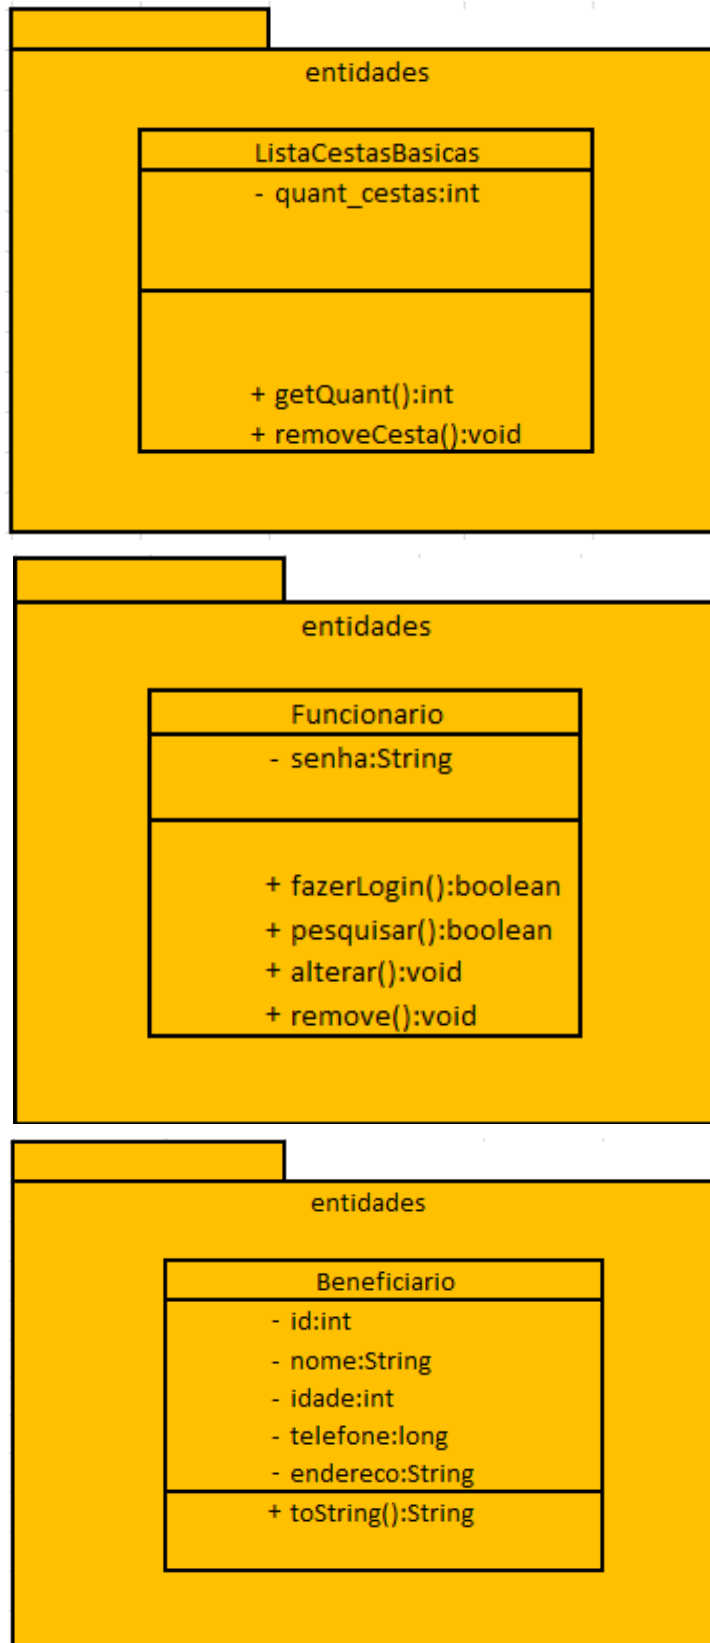 entidades
ListaCestasBasicas
- quant_cestas:int
+ getQuant():int
+ removeCesta():void
entidades
Funcionario
- senha:String
+ fazerLogin():boolean
+ pesquisar():boolean
+ alterar():void
+ remove():void
entidades
Beneficiario
- id:int
- nome:String
- idade:int
- telefone:long
- endereco:String
+ toString():String